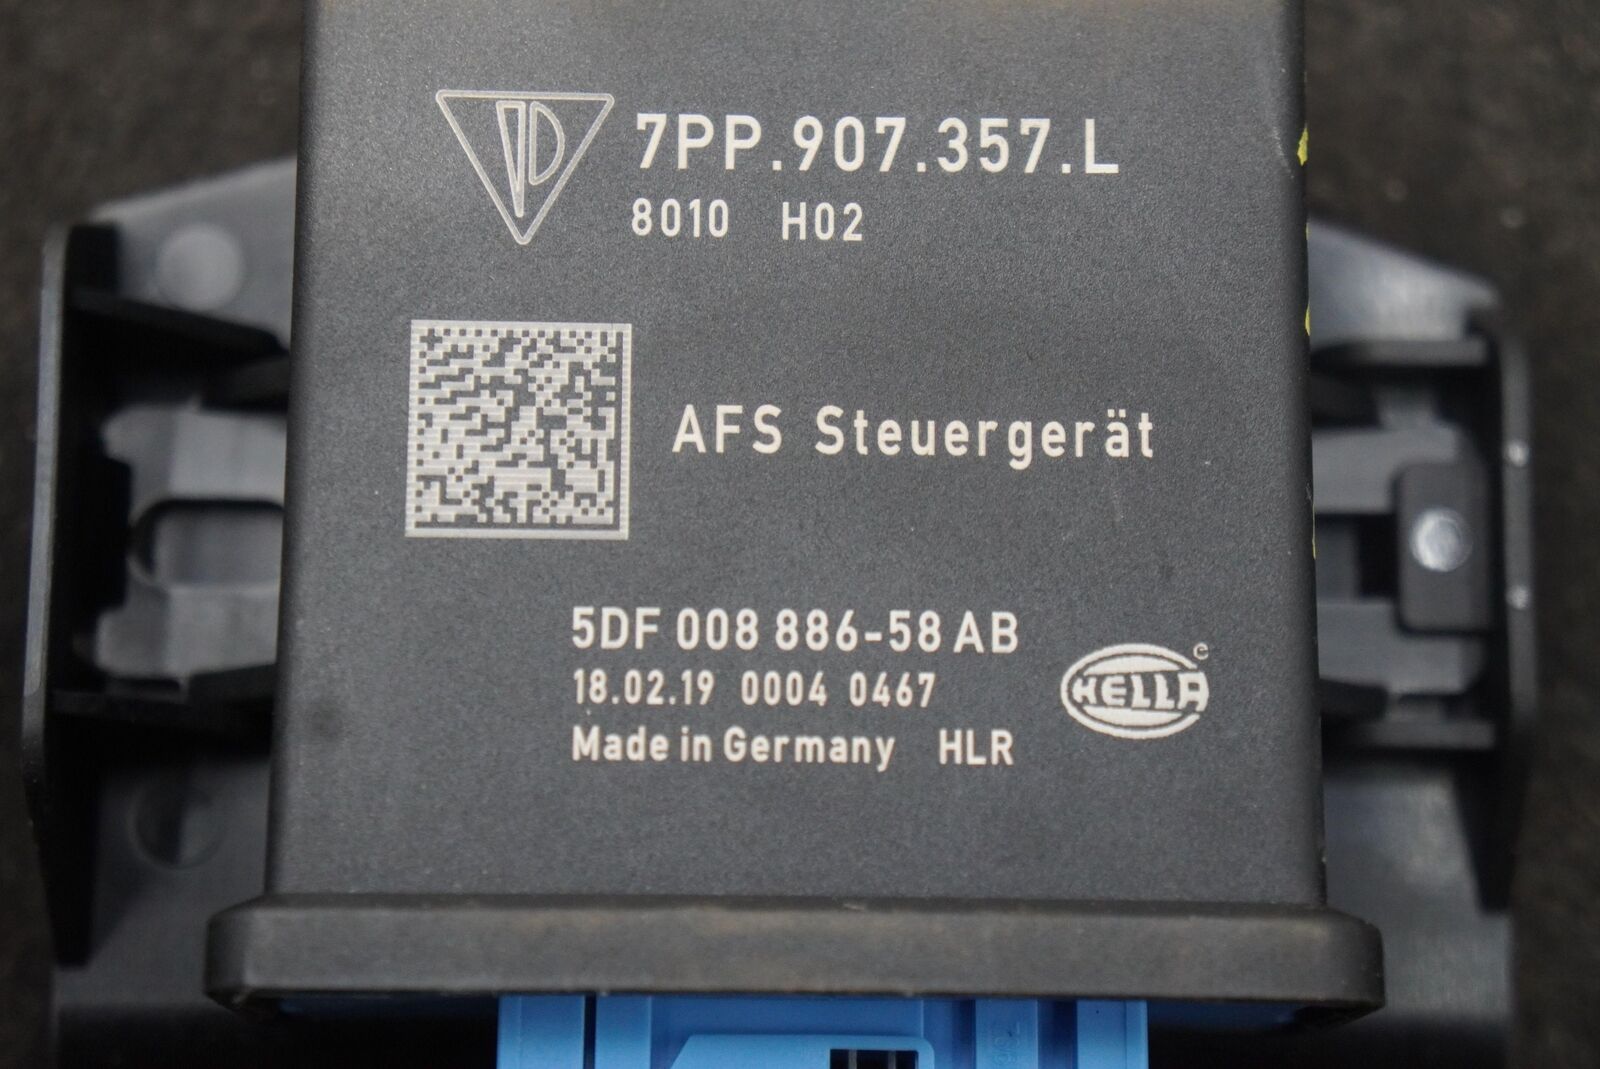 7PP.907.357.L
8010 H02
AFS Steuergerät
5DF 008 886-58 AB
18.02.19 0004 0467
HELLA
Made in Germany HLR